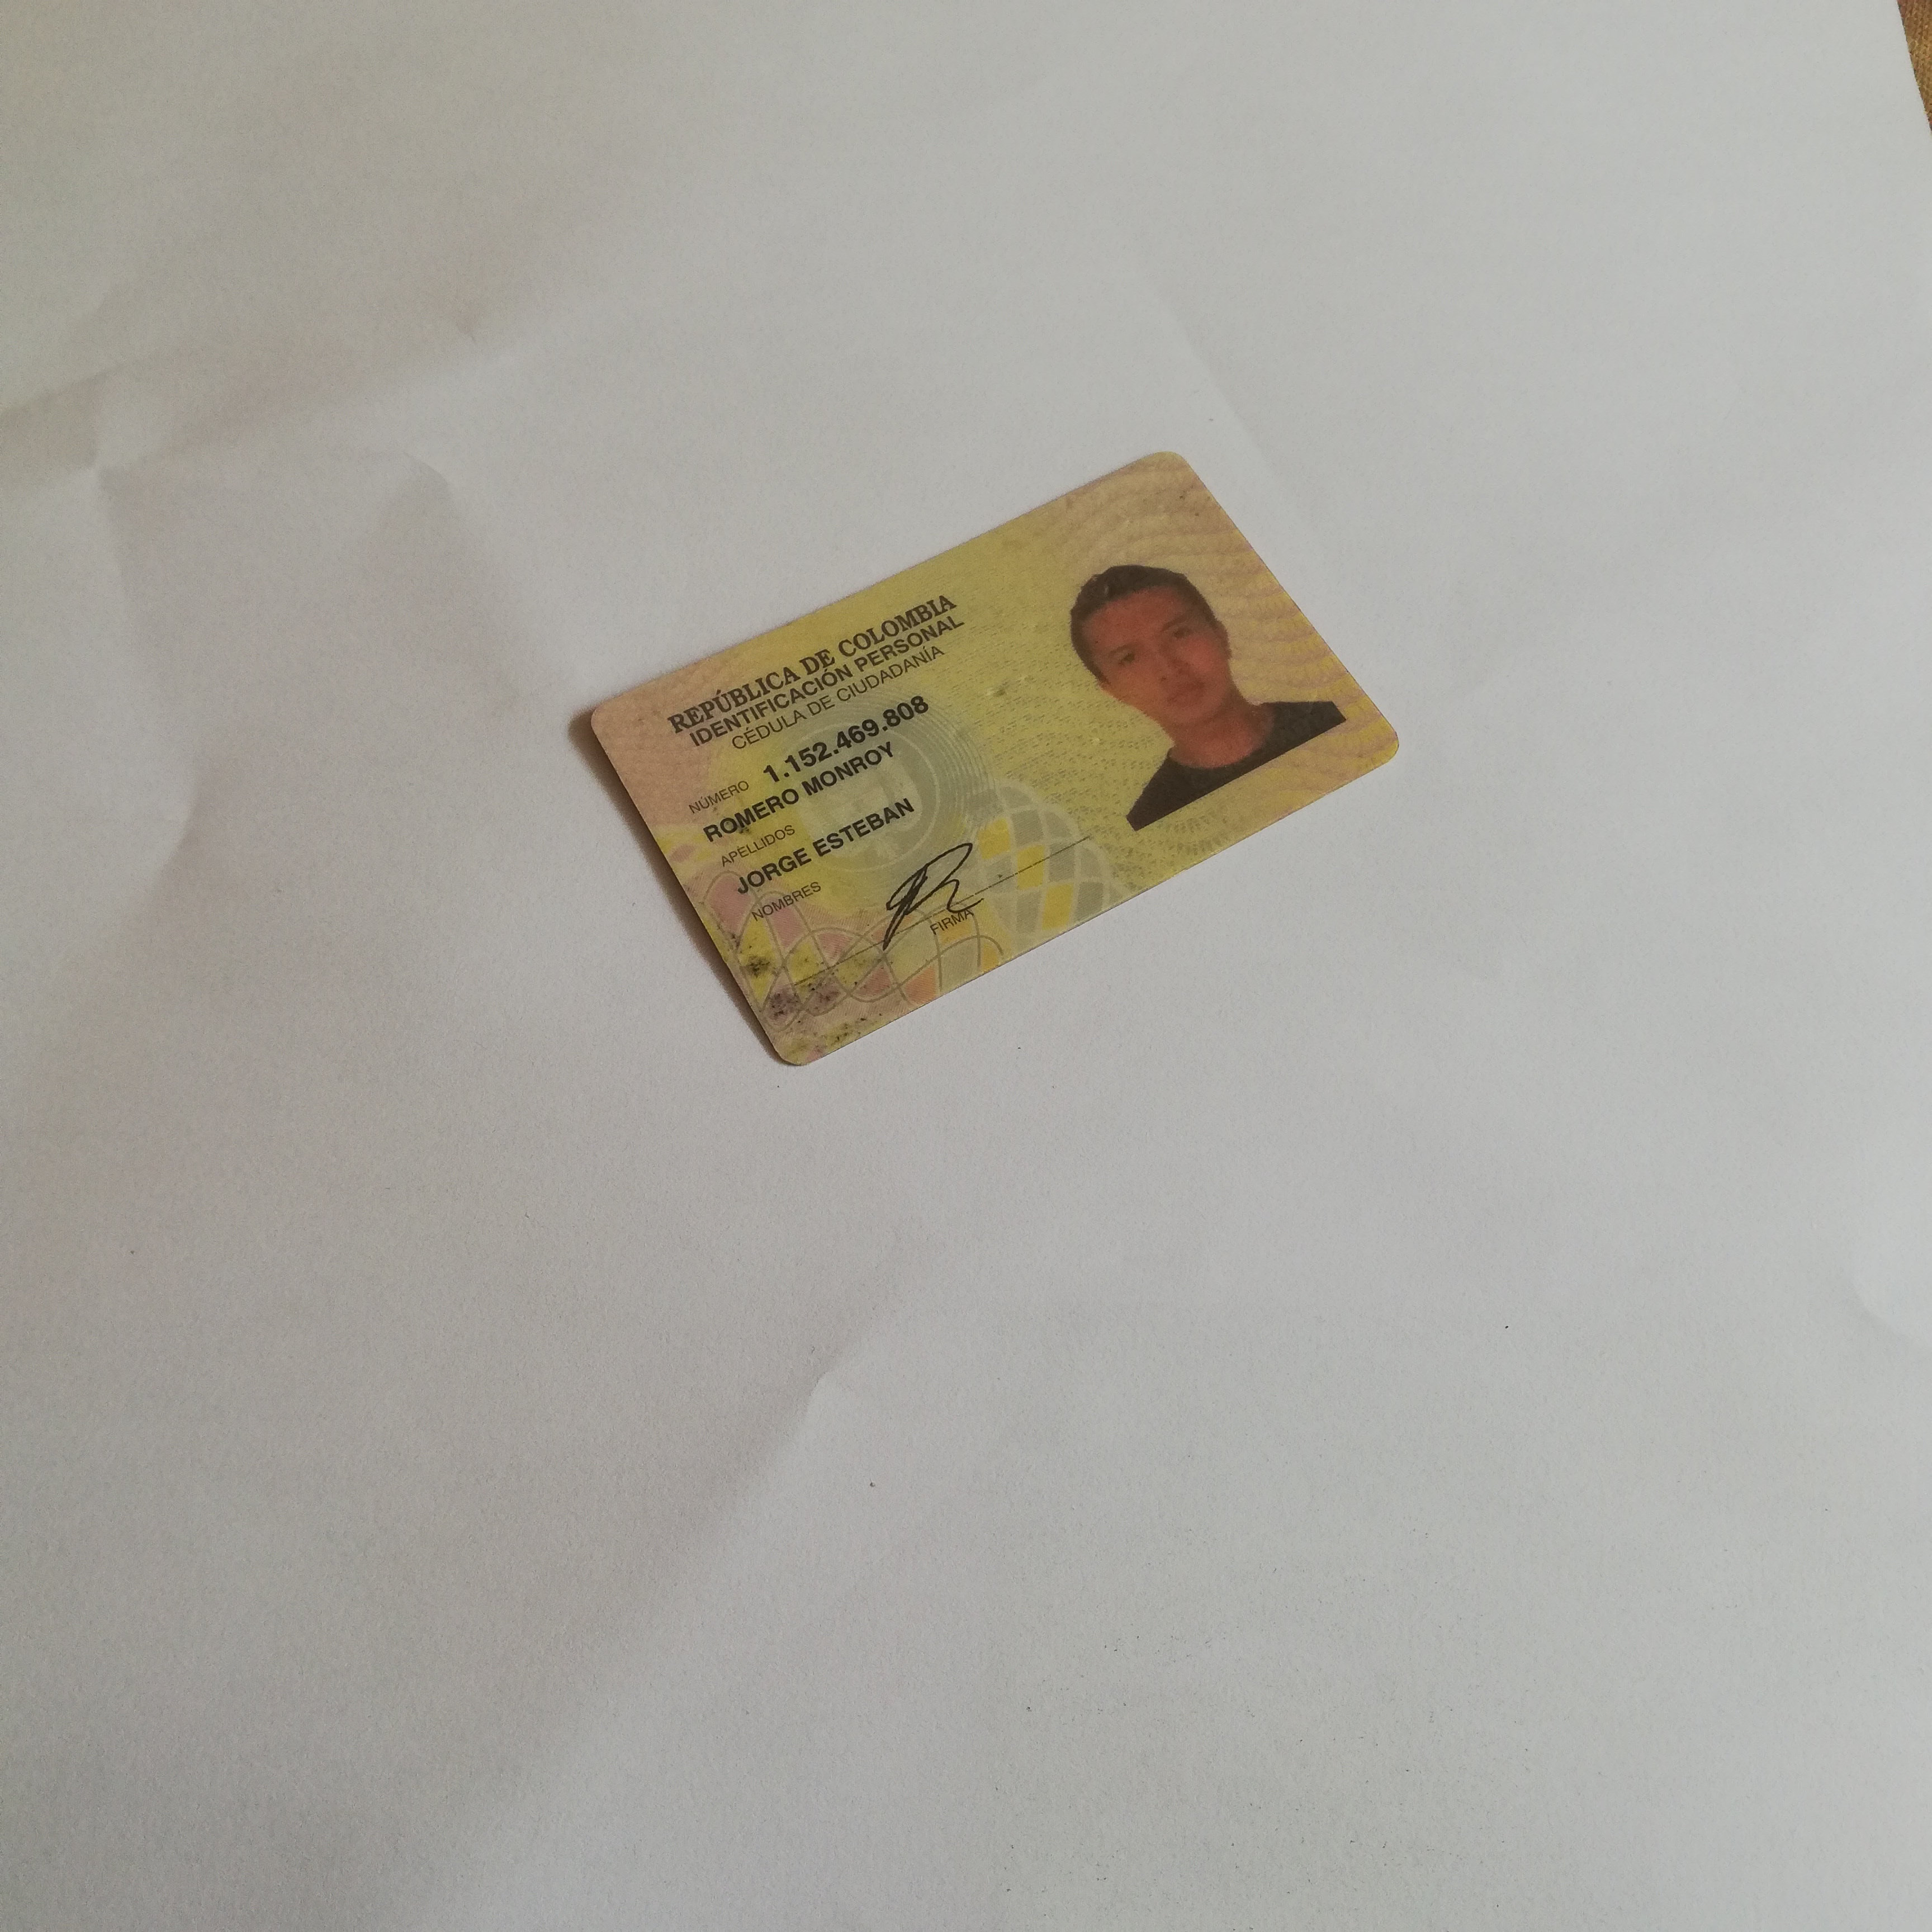 REPÚBLICA DE COLOMBIA
IDENTIFICACIÓN PERSONAL
CÉDULA DE CIUDADANÍA
NÚMERO 1.152.469.808
ROMERO MONROY
APELLIDOS
JORGE ESTEBAN
NOMBRES
FIRMA